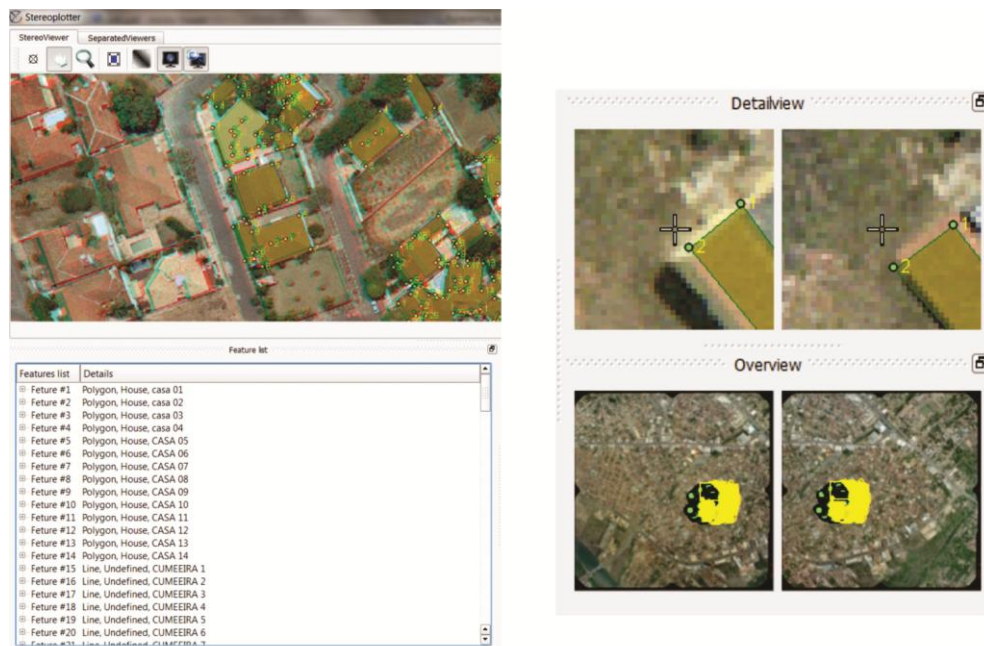 Stereoplotter
StereoViewer SeparatedViewers
Feature list
Features list Details
Feture #1 Polygon, House, casa 01
Feture #2 Polygon, House, casa 02
Feture #3 Polygon, House, casa 03
Feture #4 Polygon, House, casa 04
Feture #5 Polygon, House, CASA 05
Feture #6 Polygon, House, CASA 06
Feture #7 Polygon, House, CASA 07
Feture #8 Polygon, House, CASA 08
Feture #9 Polygon, House, CASA 09
Feture #10 Polygon, House, CASA 10
Feture #11 Polygon, House, CASA 11
Feture #12 Polygon, House, CASA 12
Feture #13 Polygon, House, CASA 13
Feture #14 Polygon, House, CASA 14
Feture #15 Line, Undefined, CUMEEIRA 1
Feture #16 Line, Undefined, CUMEEIRA 2
Feture #17 Line, Undefined, CUMEEIRA 3
Feture #18 Line, Undefined, CUMEEIRA 4
Feture #19 Line, Undefined, CUMEEIRA 5
Feture #20 Line, Undefined, CUMEEIRA 6
Feture #21 Line, Undefined, CUMEEIRA 7
Detailview
1
2
1
2
Overview